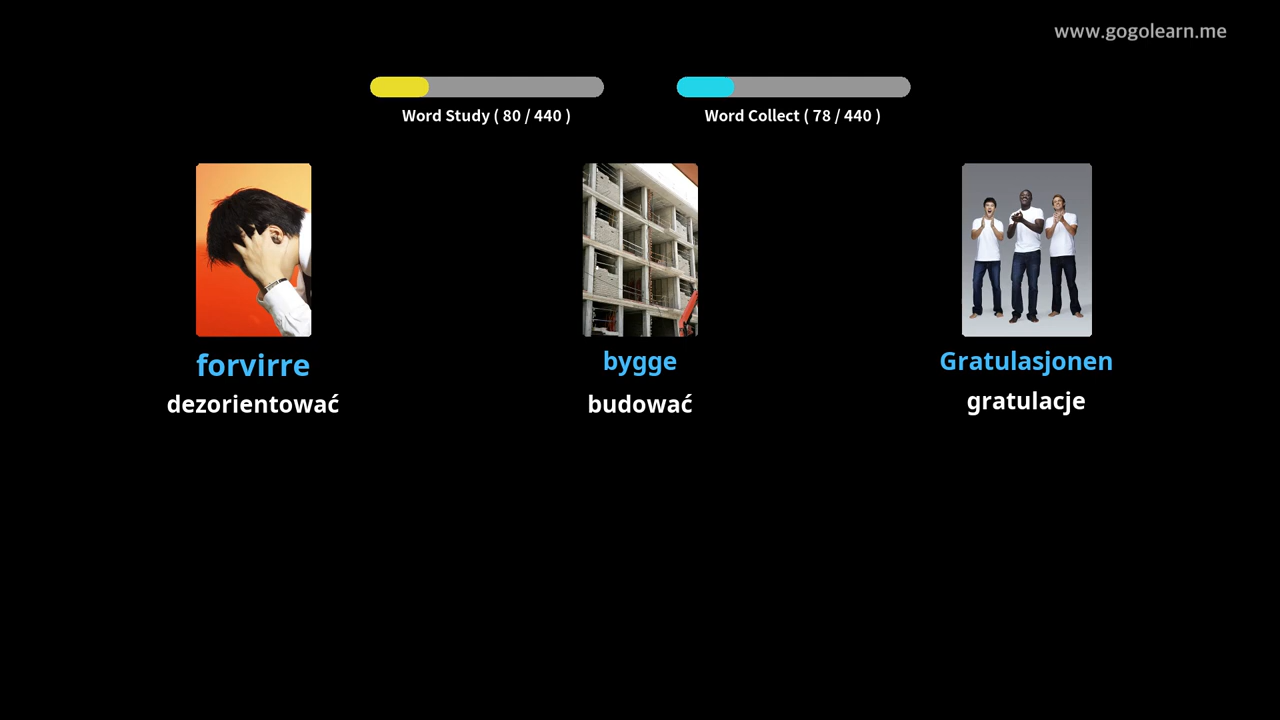 www.gogolearn.me
Word Study ( 80 / 440 )
Word Collect ( 78 / 440 )
forvirre
bygge
Gratulasjonen
dezorientować
budować
gratulacje